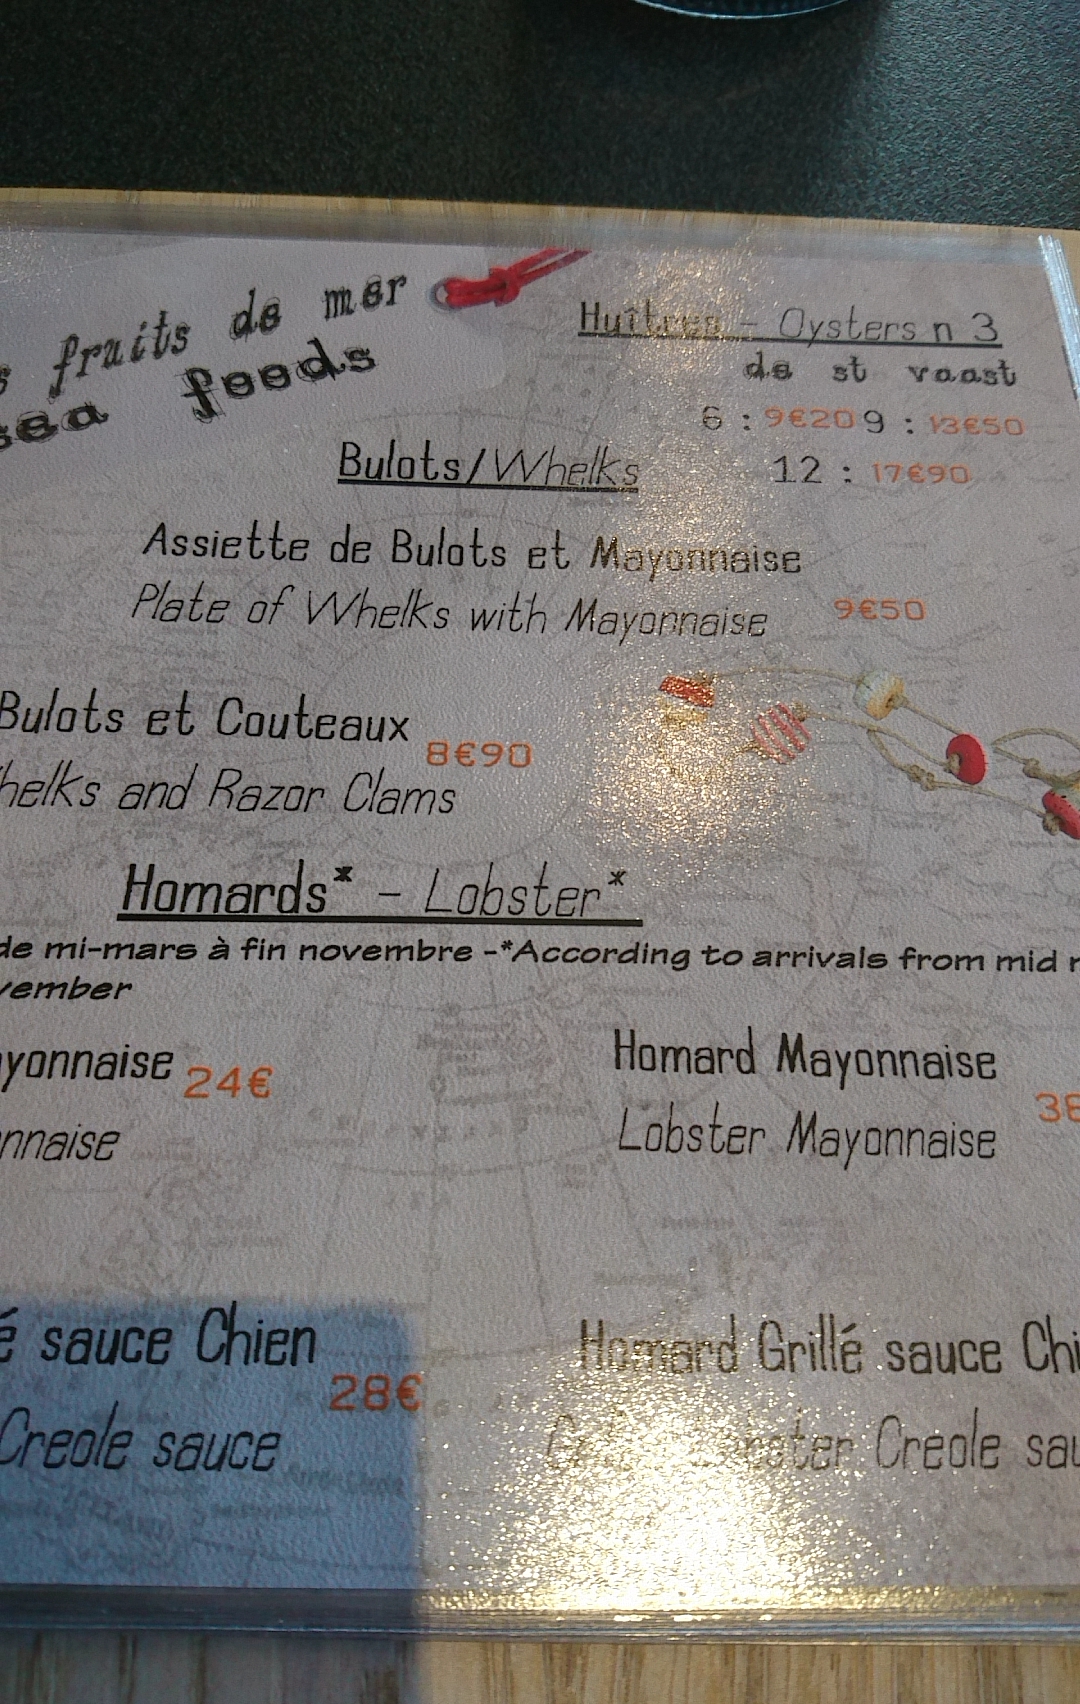 fruits de mer
sea foods
Huîtres - Oysters n 3
de st vaast
6 : 9€20 9 : 13€50
12 : 17€90
Bulots/Whelks
Assiette de Bulots et Mayonnaise
Plate of Whelks with Mayonnaise 9€50
Bulots et Couteaux 8€90
helks and Razor Clams
Homards* - Lobster*
de mi-mars à fin novembre -*According to arrivals from mid
vember
yonnaise 24€
nnaise
Homard Mayonnaise
Lobster Mayonnaise
é sauce Chien 28€
Creole sauce
Homard Grillé sauce Chi
Lobster Creole sau